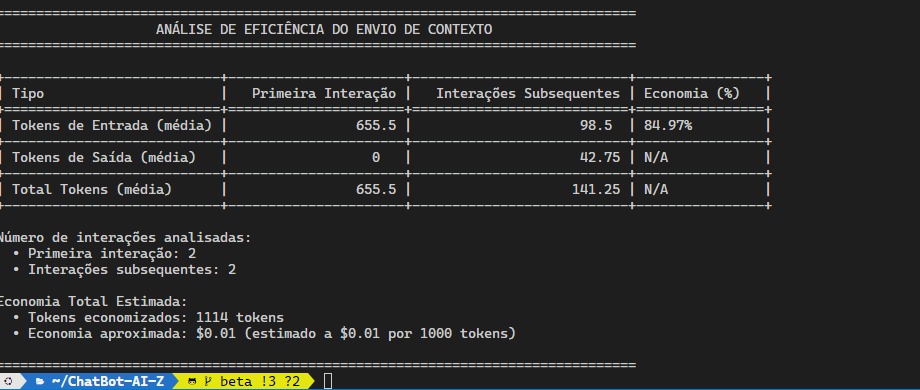 ANÁLISE DE EFICIÊNCIA DO ENVIO DE CONTEXTO
Tipo | Primeira Interação | Interações Subsequentes | Economia (%)
Tokens de Entrada (média) | 655.5 | 98.5 | 84.97%
Tokens de Saída (média) | 0 | 42.75 | N/A
Total Tokens (média) | 655.5 | 141.25 | N/A
Número de interações analisadas:
• Primeira interação: 2
• Interações subsequentes: 2
Economia Total Estimada:
• Tokens economizados: 1114 tokens
• Economia aproximada: $0.01 (estimado a $0.01 por 1000 tokens)
~/ChatBot-AI-Z beta !3 ?2